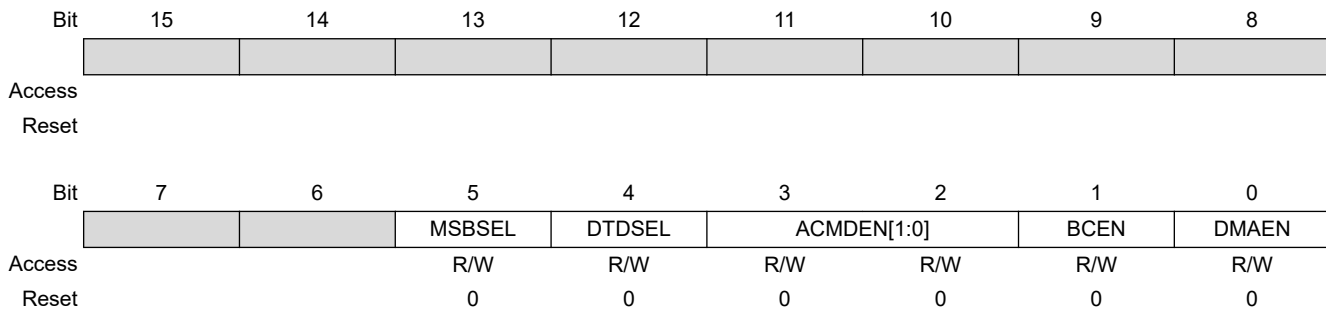 Bit 15 14 13 12 11 10 9 8
Access
Reset
Bit 7 6 5 4 3 2 1 0
MSBSEL DTDSEL ACMDEN[1:0] BCEN DMAEN
Access R/W R/W R/W R/W R/W R/W
Reset 0 0 0 0 0 0